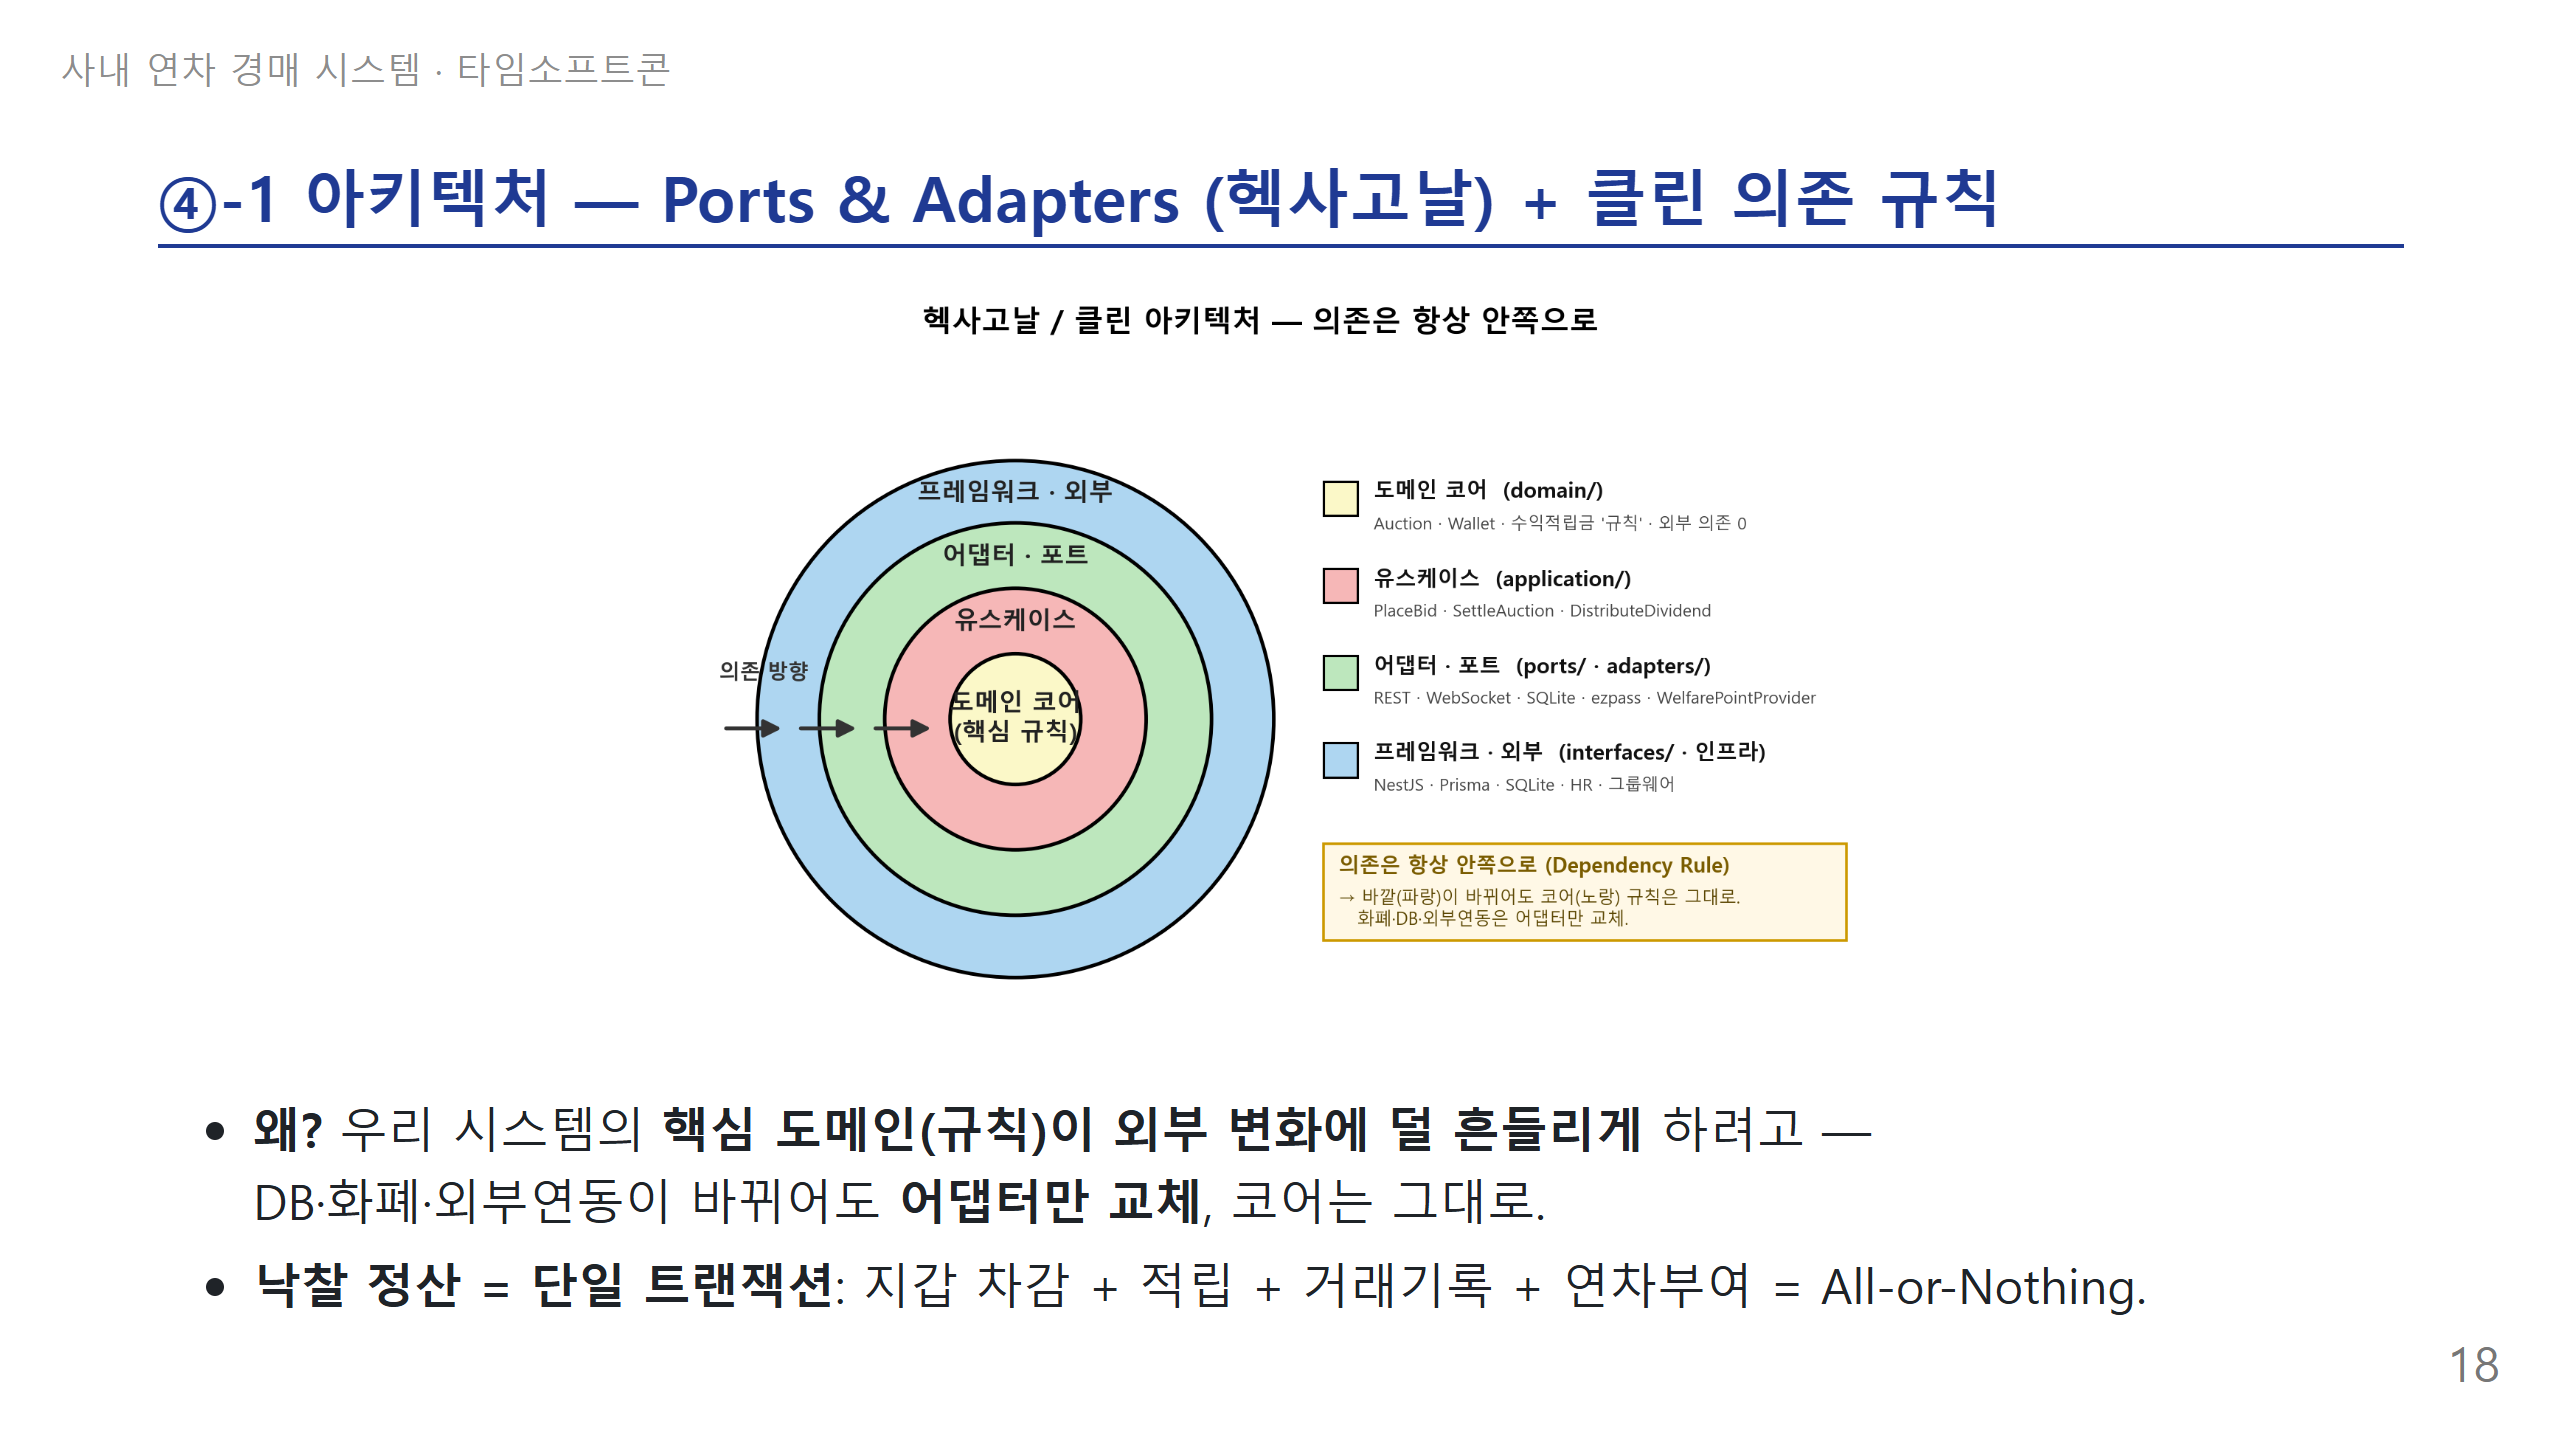 사내 연차 경매 시스템 · 타임소프트콘
④-1 아키텍처 — Ports & Adapters (헥사고날) + 클린 의존 규칙
헥사고날 / 클린 아키텍처 — 의존은 항상 안쪽으로
프레임워크 · 외부
어댑터 · 포트
유스케이스
의존 방향
도메인 코어
(핵심 규칙)
도메인 코어 (domain/)
Auction · Wallet · 수익적립금 '규칙' · 외부 의존 0
유스케이스 (application/)
PlaceBid · SettleAuction · DistributeDividend
어댑터 · 포트 (ports/ · adapters/)
REST · WebSocket · SQLite · ezpass · WelfarePointProvider
프레임워크 · 외부 (interfaces/ · 인프라)
NestJS · Prisma · SQLite · HR · 그룹웨어
의존은 항상 안쪽으로 (Dependency Rule)
→ 바깥(파랑)이 바뀌어도 코어(노랑) 규칙은 그대로.
화폐·DB·외부연동은 어댑터만 교체.
• 왜? 우리 시스템의 핵심 도메인(규칙)이 외부 변화에 덜 흔들리게 하려고 —
DB·화폐·외부연동이 바뀌어도 어댑터만 교체, 코어는 그대로.
• 낙찰 정산 = 단일 트랜잭션: 지갑 차감 + 적립 + 거래기록 + 연차부여 = All-or-Nothing.
18